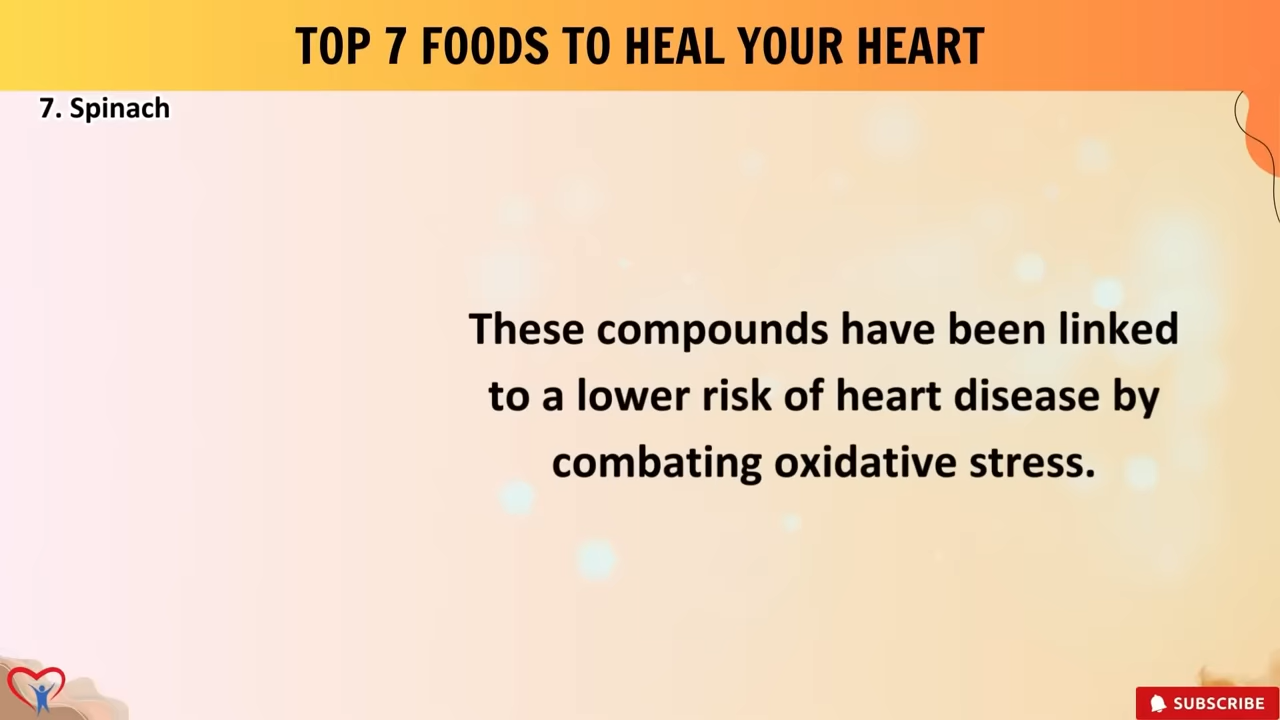 TOP 7 FOODS TO HEAL YOUR HEART
7. Spinach
These compounds have been linked
to a lower risk of heart disease by
combating oxidative stress.
SUBSCRIBE